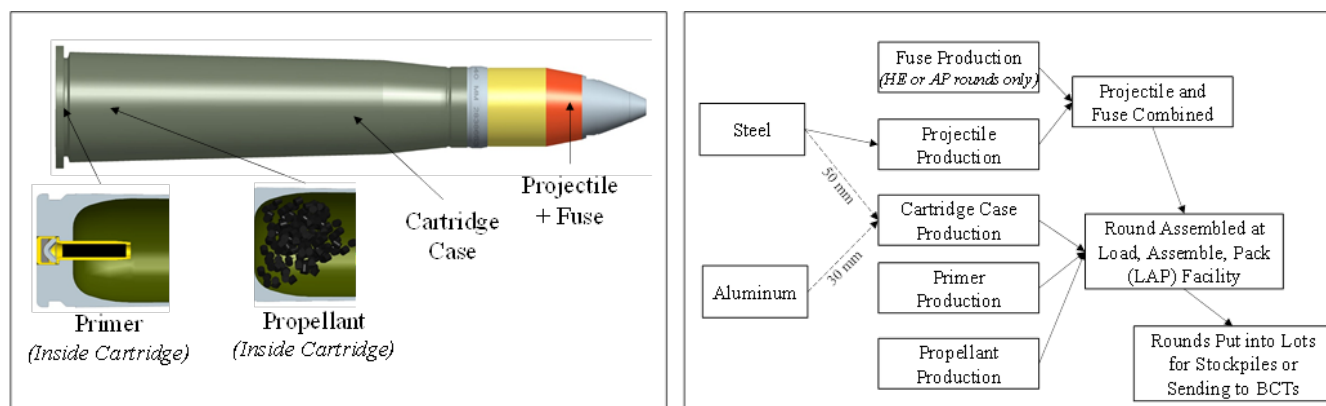 Primer
(Inside Cartridge)
Propellant
(Inside Cartridge)
Cartridge
Case
Projectile
+ Fuse
Fuse Production
(HE or AP rounds only)
Projectile and
Fuse Combined
Steel
Projectile
Production
50 mm
Cartridge Case
Production
Round Assembled at
Load, Assemble, Pack
(LAP) Facility
30 mm
Aluminum
Primer
Production
Propellant
Production
Rounds Put into Lots
for Stockpiles or
Sending to BCTs